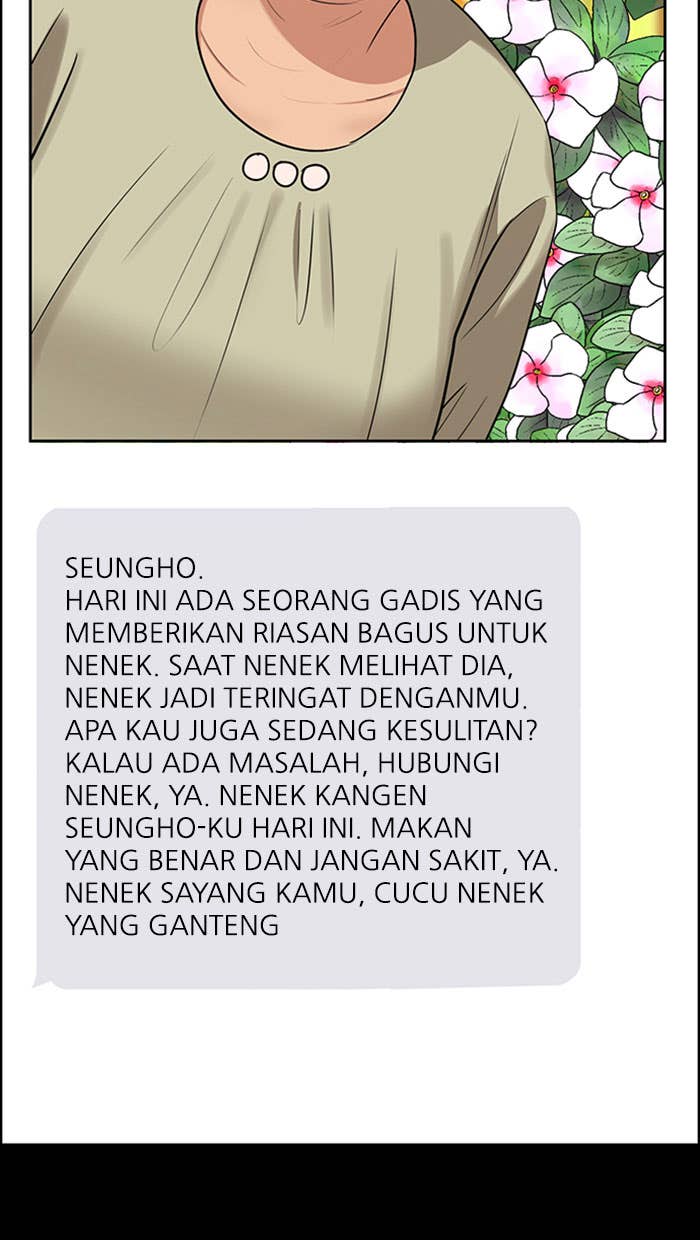 SEUNGHO.
HARI INI ADA SEORANG GADIS YANG
MEMBERIKAN RIASAN BAGUS UNTUK
NENEK. SAAT NENEK MELIHAT DIA,
NENEK JADI TERINGAT DENGANMU.
APA KAU JUGA SEDANG KESULITAN?
KALAU ADA MASALAH, HUBUNGI
NENEK, YA. NENEK KANGEN
SEUNGHO-KU HARI INI. MAKAN
YANG BENAR DAN JANGAN SAKIT, YA.
NENEK SAYANG KAMU, CUCU NENEK
YANG GANTENG